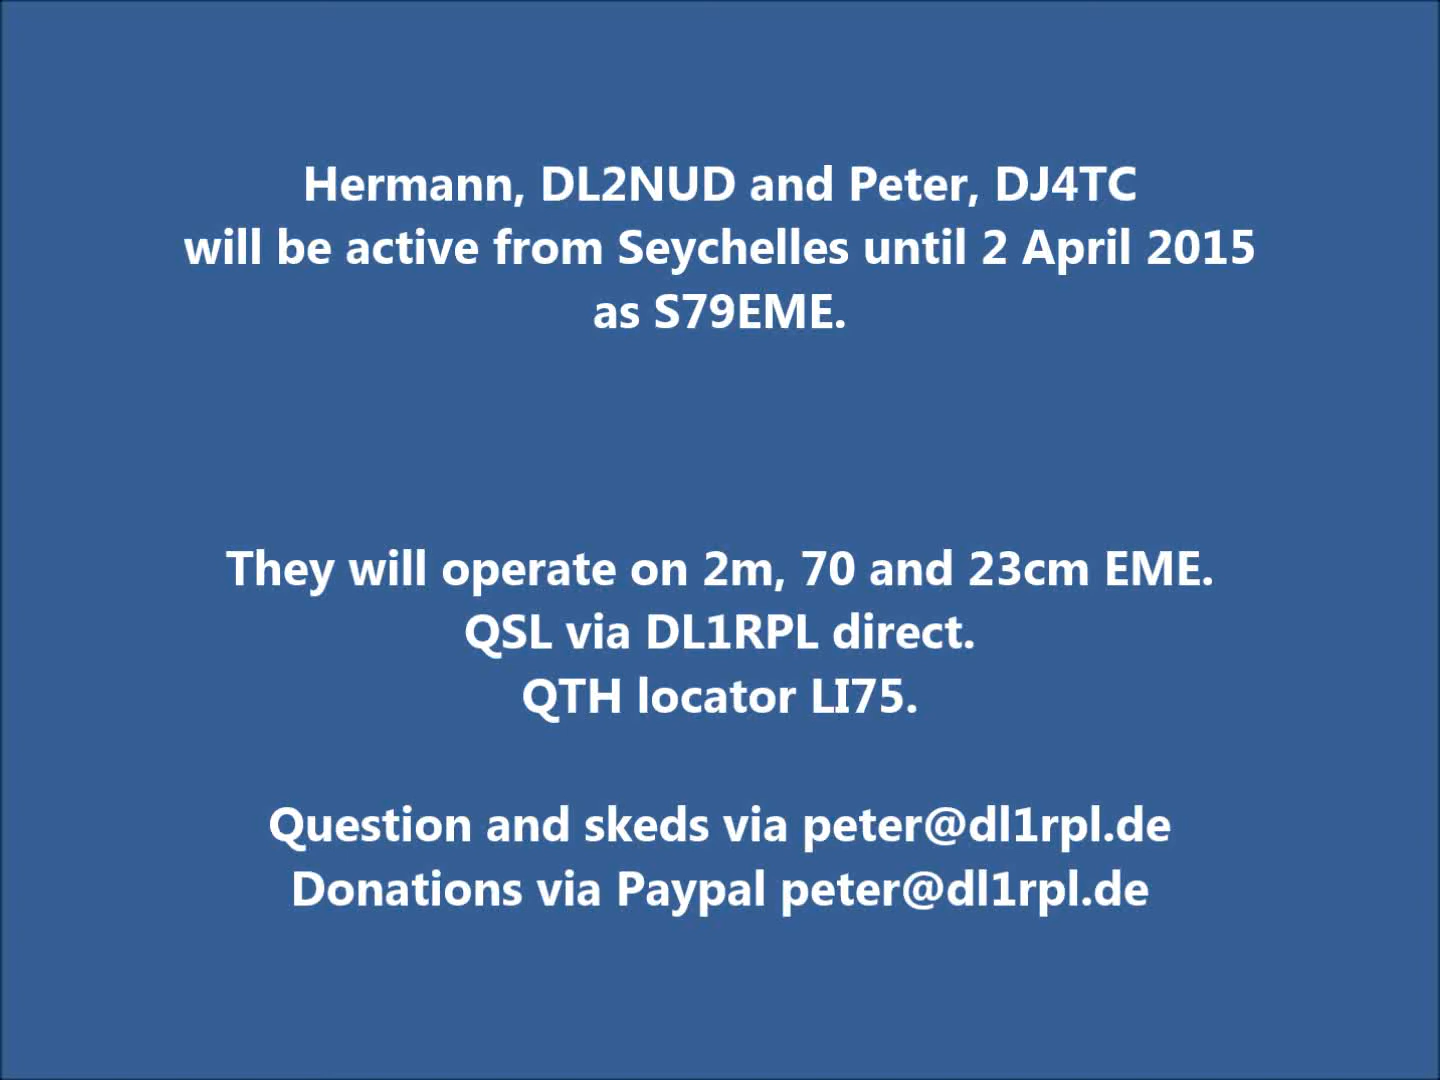 Hermann, DL2NUD and Peter, DJ4TC
will be active from Seychelles until 2 April 2015
as S79EME.
They will operate on 2m, 70 and 23cm EME.
QSL via DL1RPL direct.
QTH locator LI75.
Question and skeds via peter@dl1rpl.de
Donations via Paypal peter@dl1rpl.de